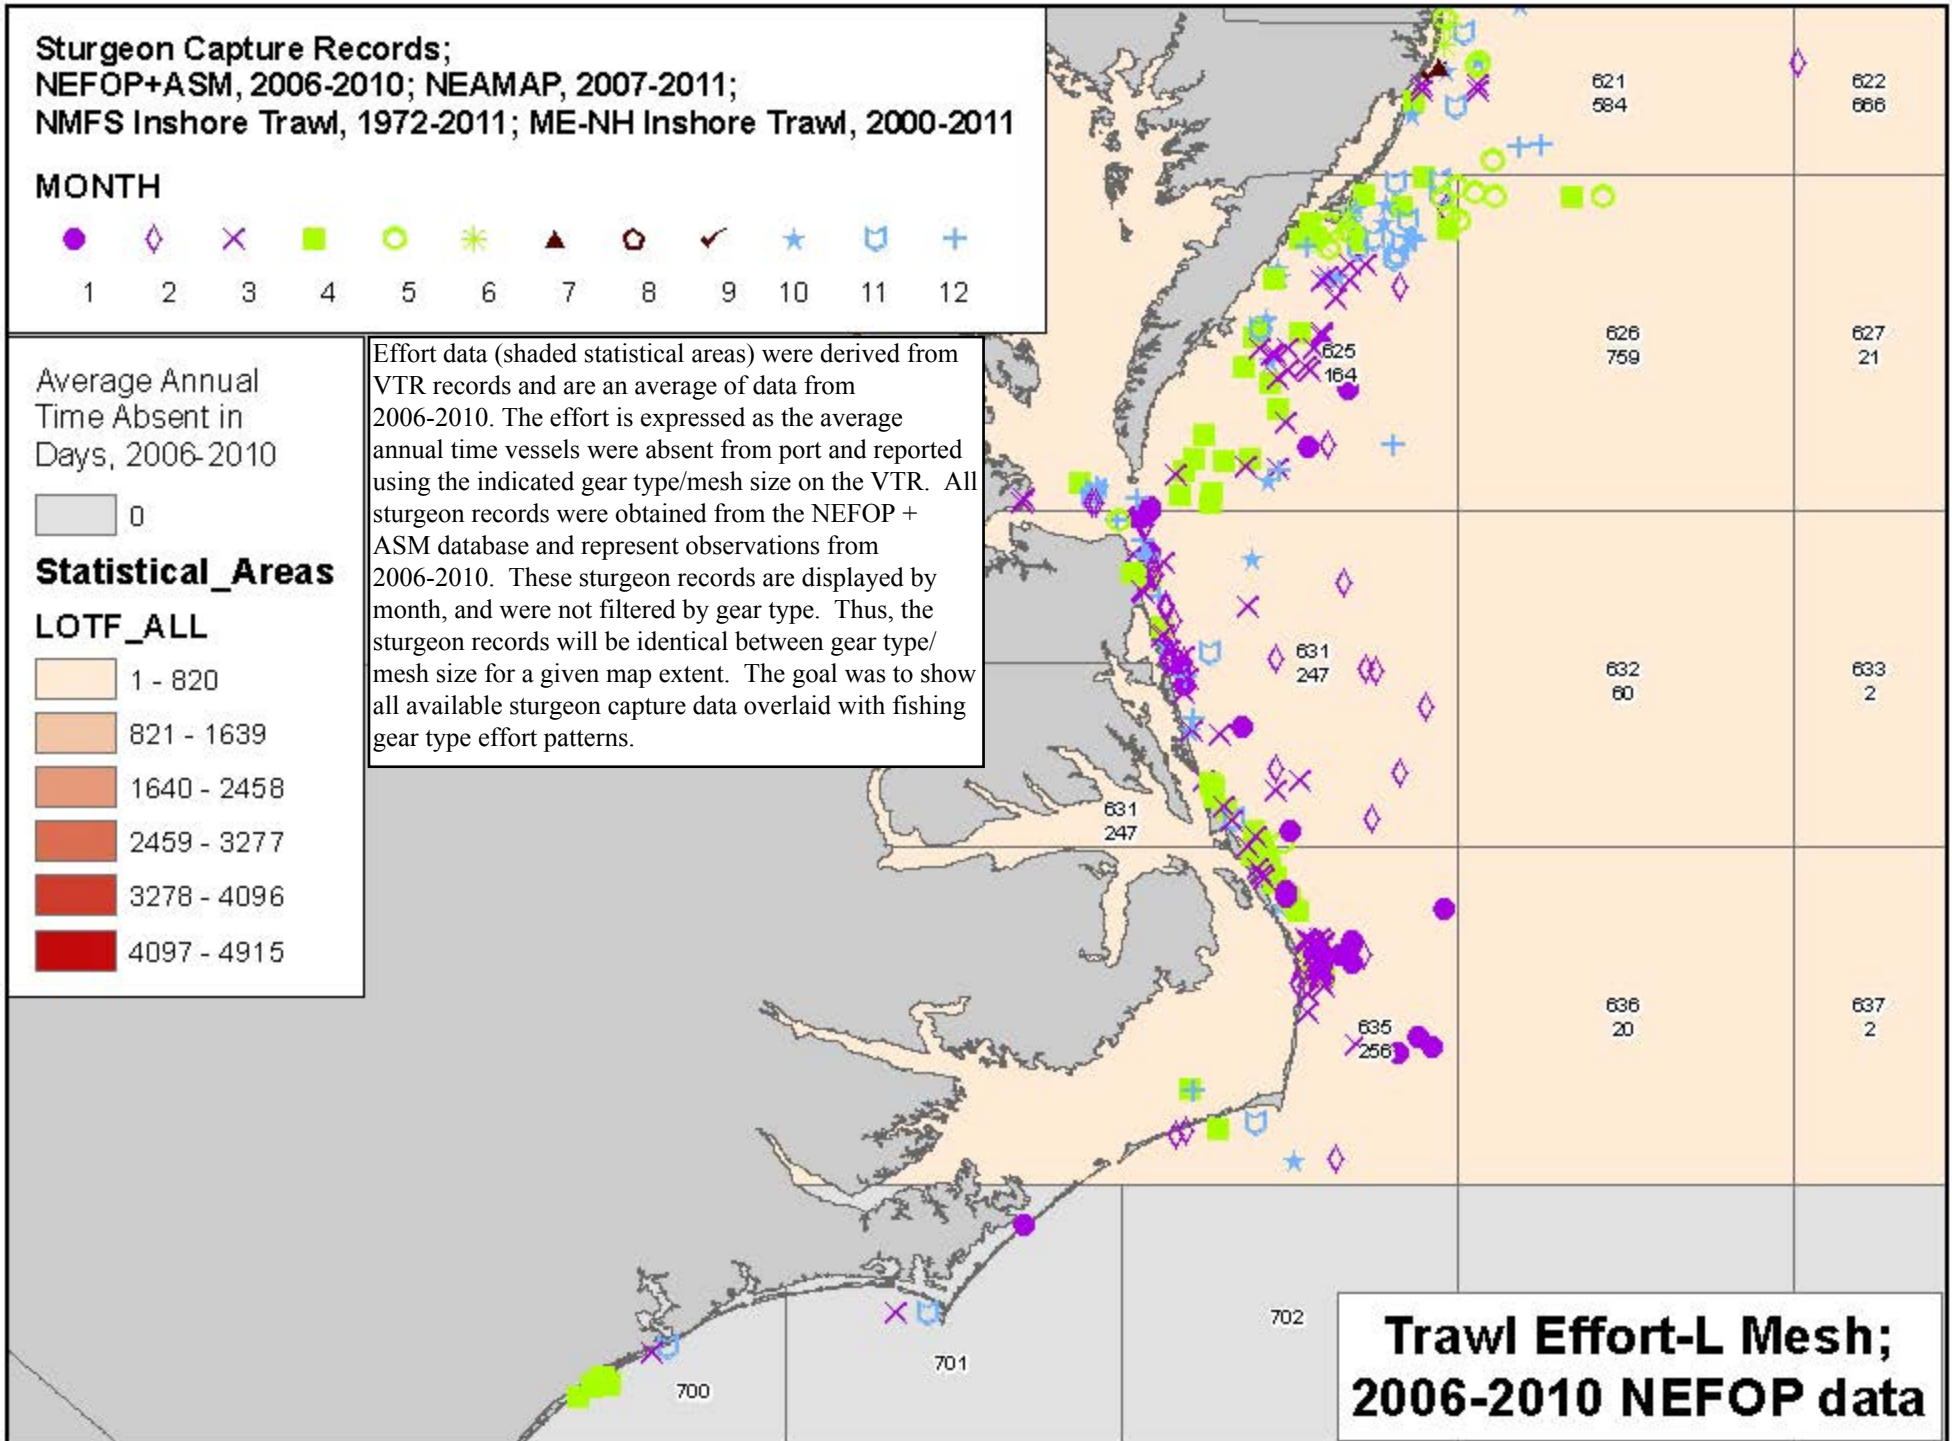 Sturgeon Capture Records;
NEFOP+ASM, 2006-2010; NEAMAP, 2007-2011;
NMFS Inshore Trawl, 1972-2011; ME-NH Inshore Trawl, 2000-2011
MONTH
1 2 3 4 5 6 7 8 9 10 11 12
Average Annual
Time Absent in
Days, 2006-2010
0
Statistical_Areas
LOTF_ALL
1 - 820
821 - 1639
1640 - 2458
2459 - 3277
3278 - 4096
4097 - 4915
Effort data (shaded statistical areas) were derived from
VTR records and are an average of data from
2006-2010. The effort is expressed as the average
annual time vessels were absent from port and reported
using the indicated gear type/mesh size on the VTR.  All
sturgeon records were obtained from the NEFOP +
ASM database and represent observations from
2006-2010.  These sturgeon records are displayed by
month, and were not filtered by gear type.  Thus, the
sturgeon records will be identical between gear type/
mesh size for a given map extent.  The goal was to show
all available sturgeon capture data overlaid with fishing
gear type effort patterns.
621
584
622
666
625
164
626
759
627
21
631
247
632
60
633
2
631
247
635
256
636
20
637
2
702
701
700
Trawl Effort-L Mesh;
2006-2010 NEFOP data